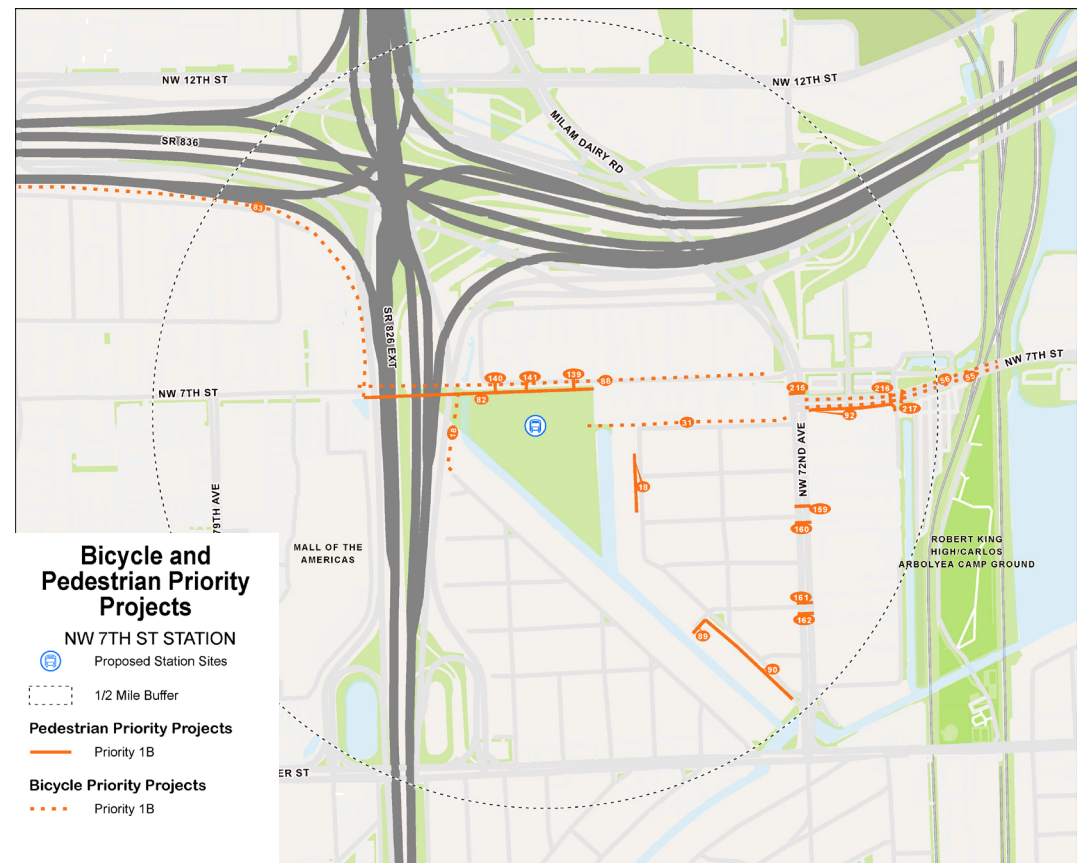 NW 12TH ST
NW 12TH ST
SR 836
MILAM DAIRY RD
83
SR 826 EXT
NW 7TH ST
NW 7TH ST
140
141
139
88
82
215
216
56
55
217
92
18
31
18
NW 72ND AVE
79TH AVE
159
160
MALL OF THE
AMERICAS
ROBERT KING
HIGH/CARLOS
ARBOLYEA CAMP GROUND
161
162
89
90
ER ST
Bicycle and
Pedestrian Priority
Projects
NW 7TH ST STATION
Proposed Station Sites
1/2 Mile Buffer
Pedestrian Priority Projects
Priority 1B
Bicycle Priority Projects
Priority 1B